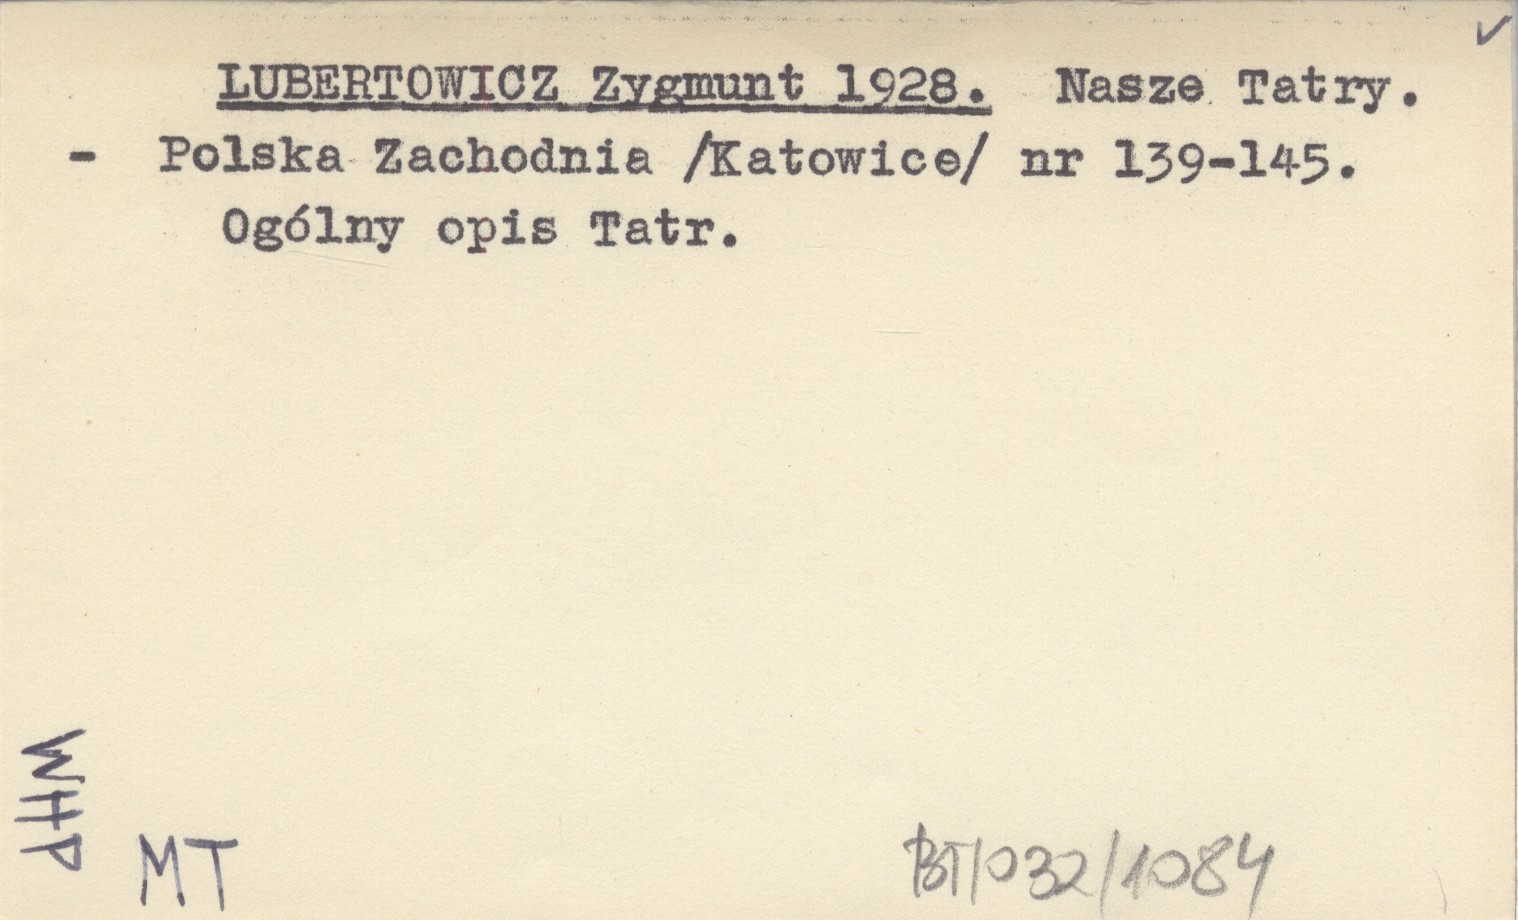 LUBERTOWICZ Zygmunt 1928. Nasze Tatry.
- Polska Zachodnia /Katowice/ nr 139-145.
Ogólny opis Tatr.
WHP
MT
BT/032/1084